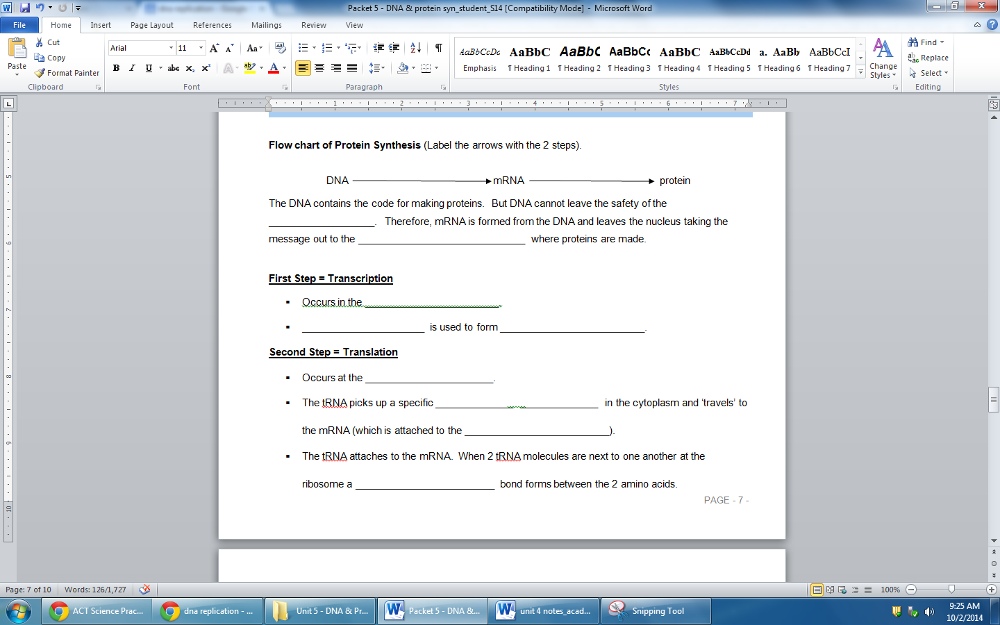 Packet 5 - DNA & protein syn_student_S14 [Compatibility Mode] - Microsoft Word
File Home Insert Page Layout References Mailings Review View
Paste
Cut
Copy
Format Painter
Clipboard
Arial 11
Font
Paragraph
AaBbCcDc AaBbC AaBbC AaBbCc AaBbC AaBbCcDd a. AaBb AaBbCcI
Emphasis ¶ Heading 1 ¶ Heading 2 ¶ Heading 3 ¶ Heading 4 ¶ Heading 5 ¶ Heading 6 ¶ Heading 7
Styles
Change Styles
Find
Replace
Select
Editing
Flow chart of Protein Synthesis (Label the arrows with the 2 steps).
DNA mRNA protein
The DNA contains the code for making proteins. But DNA cannot leave the safety of the
___________________. Therefore, mRNA is formed from the DNA and leaves the nucleus taking the
message out to the ______________________________ where proteins are made.
First Step = Transcription
▪ Occurs in the ________________________.
▪ ______________________ is used to form __________________________.
Second Step = Translation
▪ Occurs at the _______________________.
▪ The tRNA picks up a specific _____________________________ in the cytoplasm and ‘travels’ to
the mRNA (which is attached to the __________________________).
▪ The tRNA attaches to the mRNA. When 2 tRNA molecules are next to one another at the
ribosome a _________________________ bond forms between the 2 amino acids.
PAGE - 7 -
Page: 7 of 10 Words: 126/1,727 100%
ACT Science Prac... dna replication - ... Unit 5 - DNA & Pr... Packet 5 - DNA &... unit 4 notes_acad... Snipping Tool
9:25 AM
10/2/2014